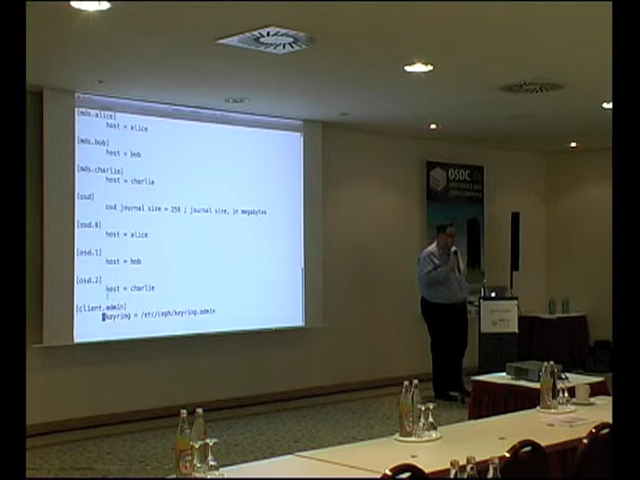 [mds.alice]
host = alice
[mds.bob]
host = bob
[mds.charlie]
host = charlie
[osd]
osd journal size = 250 ; journal size, in megabytes
[osd.0]
host = alice
[osd.1]
host = bob
[osd.2]
host = charlie
[client.admin]
keyring = /etc/ceph/keyring.admin
OSDC